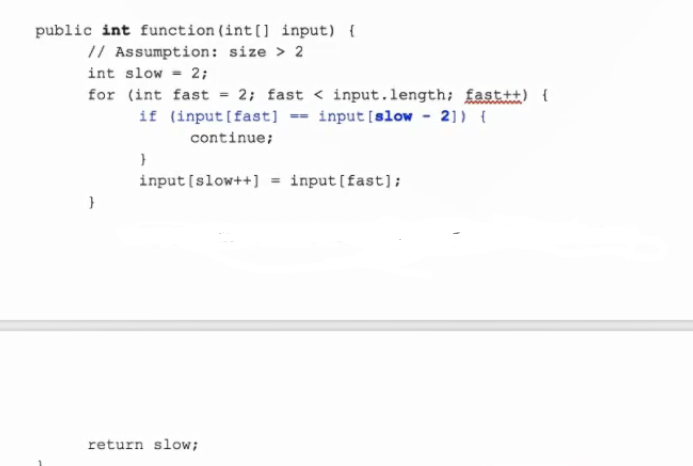 public int function(int[] input) {
// Assumption: size > 2
int slow = 2;
for (int fast = 2; fast < input.length; fast++) {
if (input[fast] == input[slow - 2]) {
continue;
}
input[slow++] = input[fast];
}
return slow;
}